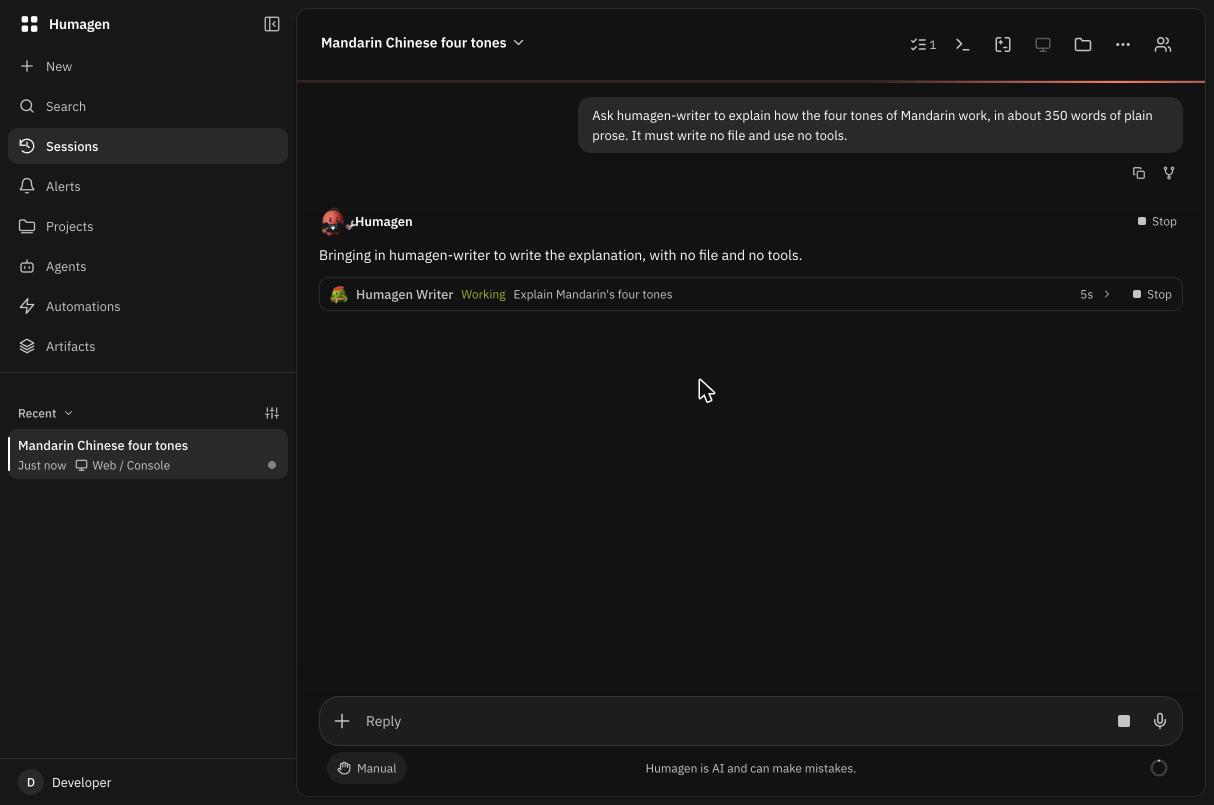 Humagen
New
Search
Sessions
Alerts
Projects
Agents
Automations
Artifacts
Recent
Mandarin Chinese four tones
Just now Web / Console
D Developer
Mandarin Chinese four tones
1
Ask humagen-writer to explain how the four tones of Mandarin work, in about 350 words of plain
prose. It must write no file and use no tools.
Humagen
Stop
Bringing in humagen-writer to write the explanation, with no file and no tools.
Humagen Writer Working Explain Mandarin's four tones 5s Stop
Reply
Manual
Humagen is AI and can make mistakes.